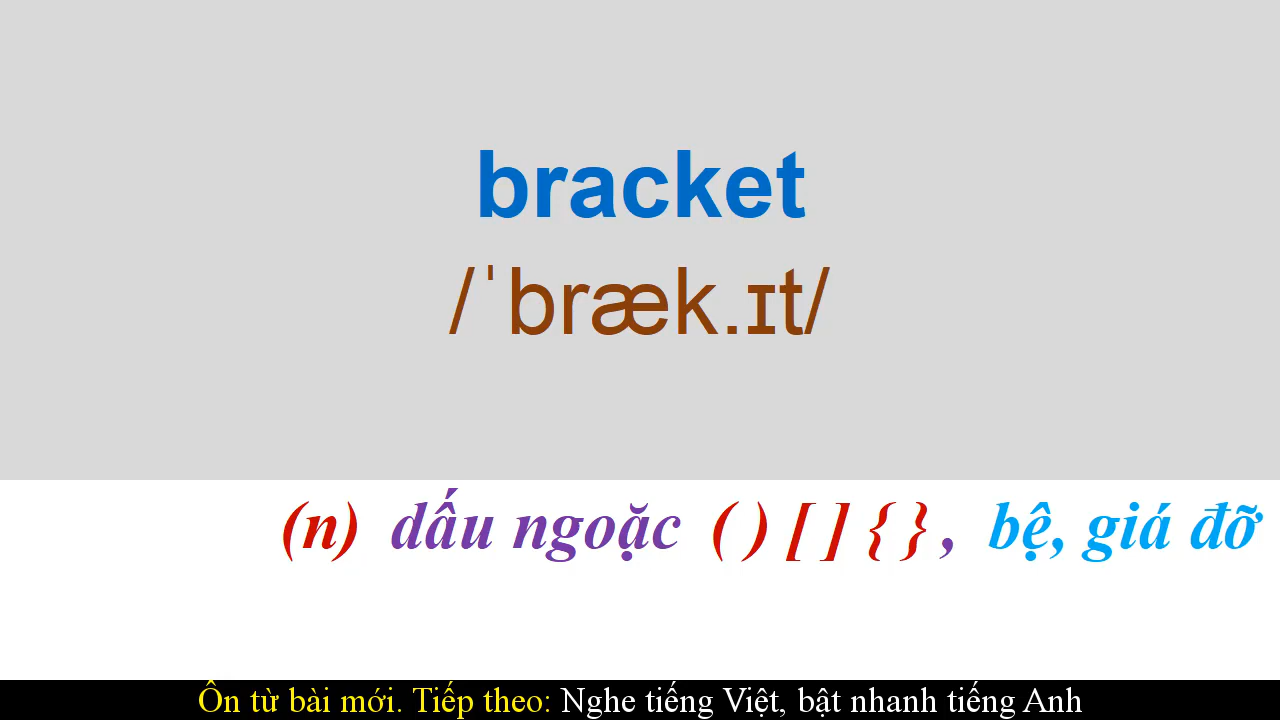 bracket
/ˈbræk.ɪt/
(n) dấu ngoặc ( ) [ ] { } , bệ, giá đỡ
Ôn từ bài mới. Tiếp theo: Nghe tiếng Việt, bật nhanh tiếng Anh